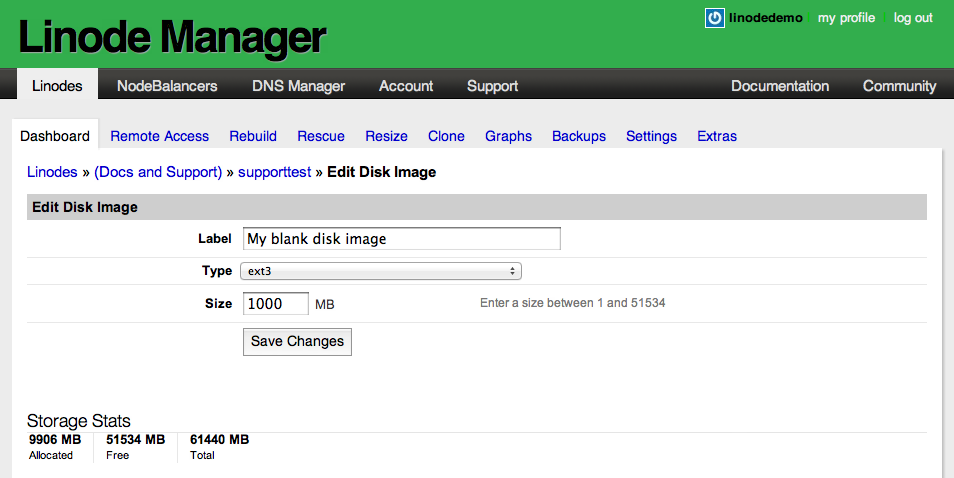 Linode Manager
linodedemo my profile log out
Linodes NodeBalancers DNS Manager Account Support Documentation Community
Dashboard Remote Access Rebuild Rescue Resize Clone Graphs Backups Settings Extras
Linodes » (Docs and Support) » supporttest » Edit Disk Image
Edit Disk Image
Label My blank disk image
Type ext3
Size 1000 MB Enter a size between 1 and 51534
Save Changes
Storage Stats
9906 MB 51534 MB 61440 MB
Allocated Free Total